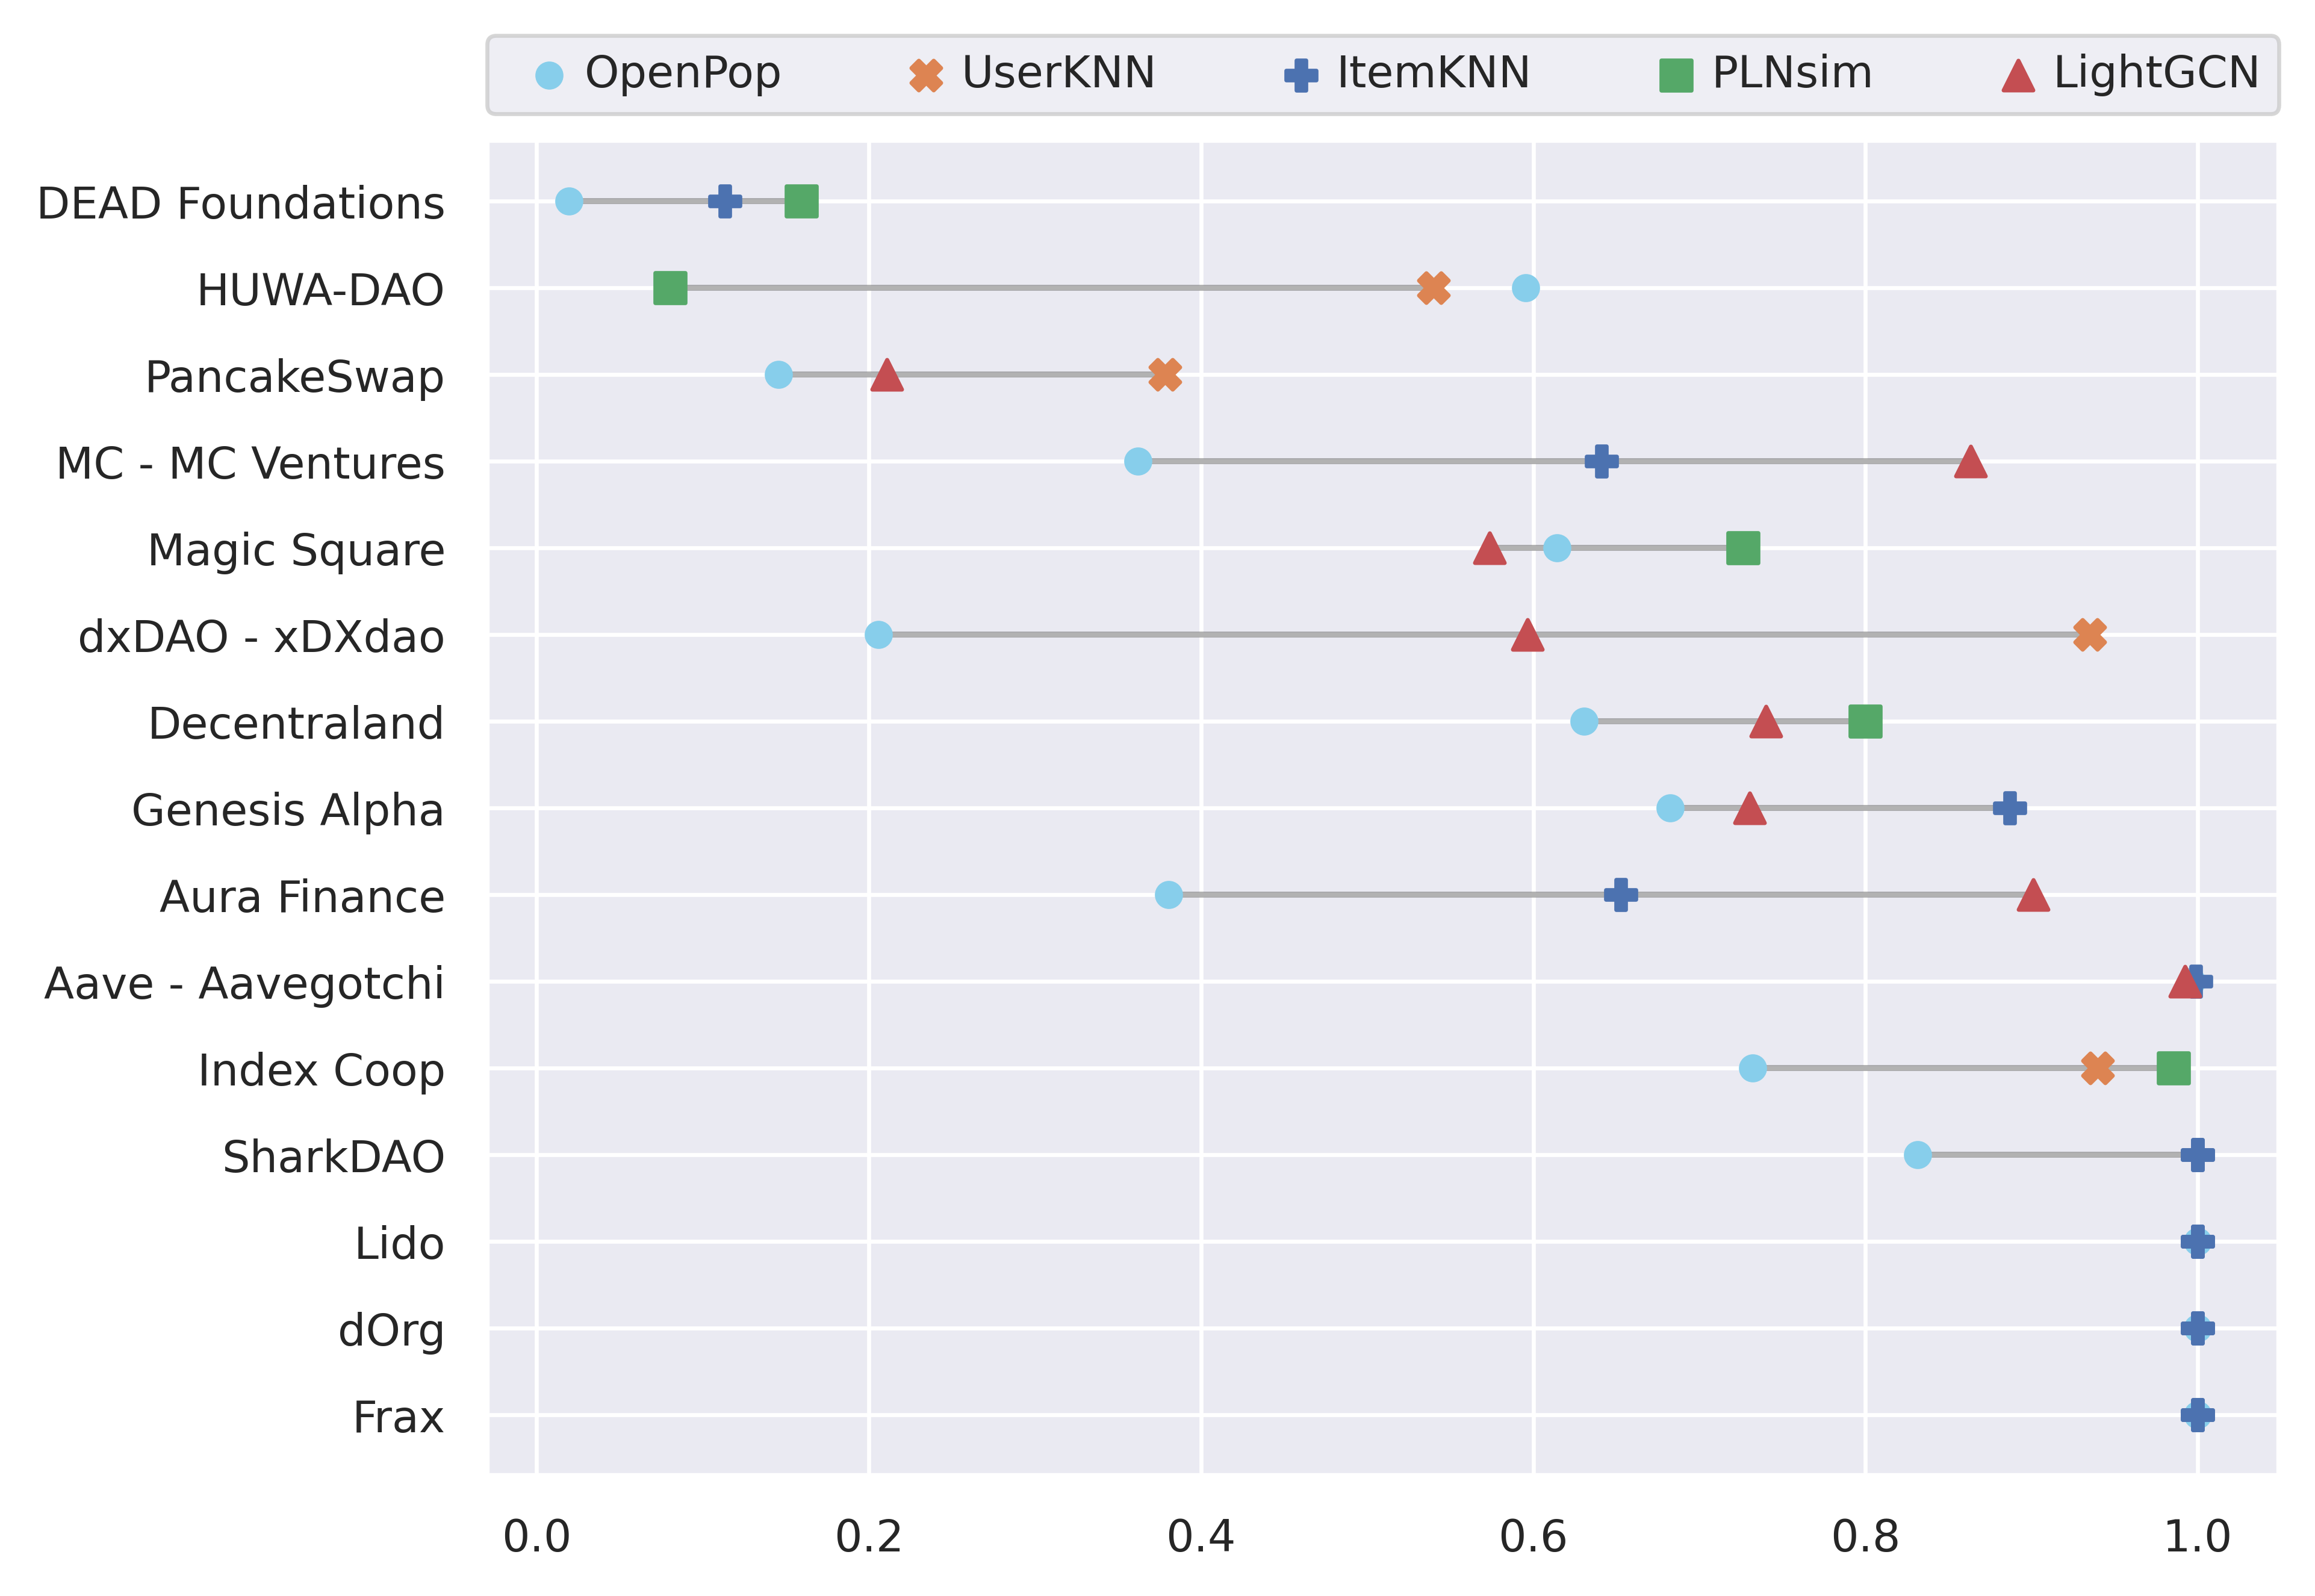 OpenPop UserKNN ItemKNN PLNsim LightGCN
DEAD Foundations
HUWA-DAO
PancakeSwap
MC - MC Ventures
Magic Square
dxDAO - xDXdao
Decentraland
Genesis Alpha
Aura Finance
Aave - Aavegotchi
Index Coop
SharkDAO
Lido
dOrg
Frax
0.0 0.2 0.4 0.6 0.8 1.0